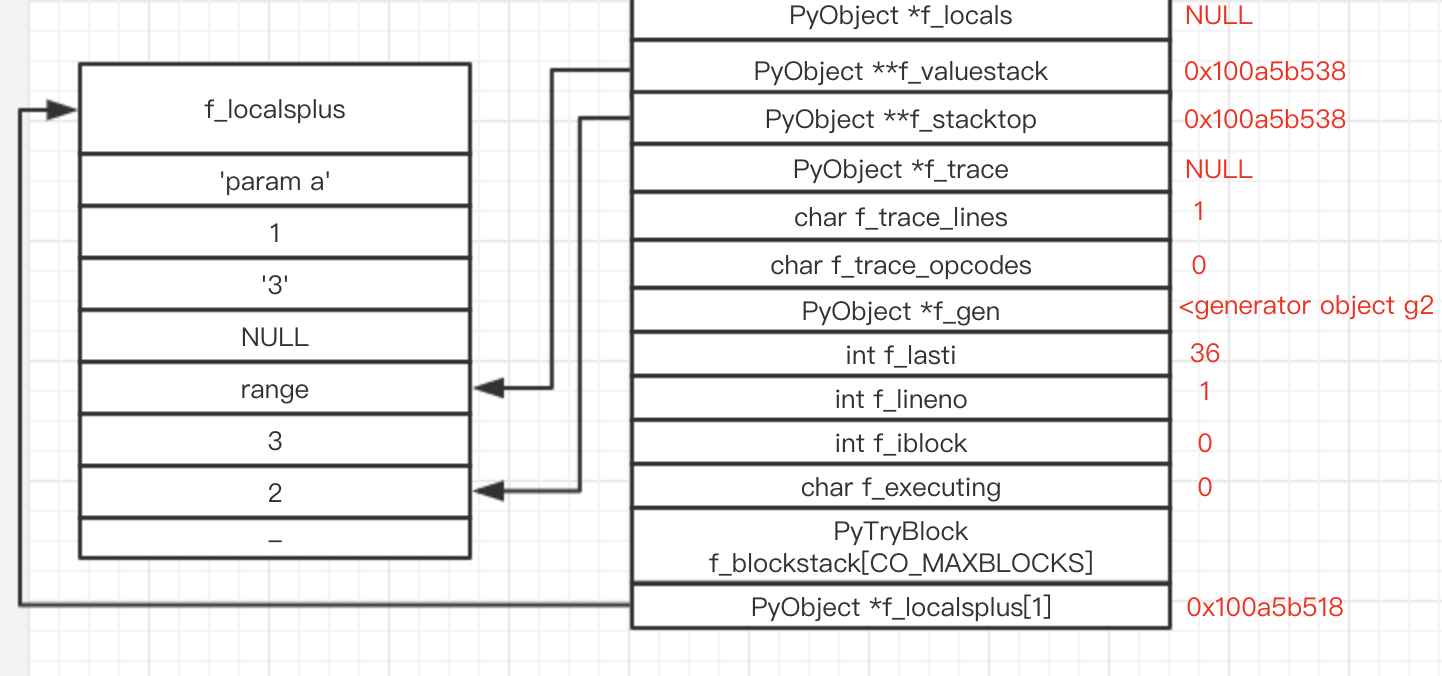 f_localsplus
'param a'
1
'3'
NULL
range
3
2
–
PyObject *f_locals NULL
PyObject **f_valuestack 0x100a5b538
PyObject **f_stacktop 0x100a5b538
PyObject *f_trace NULL
char f_trace_lines 1
char f_trace_opcodes 0
PyObject *f_gen <generator object g2
int f_lasti 36
int f_lineno 1
int f_iblock 0
char f_executing 0
PyTryBlock
f_blockstack[CO_MAXBLOCKS]
PyObject *f_localsplus[1] 0x100a5b518